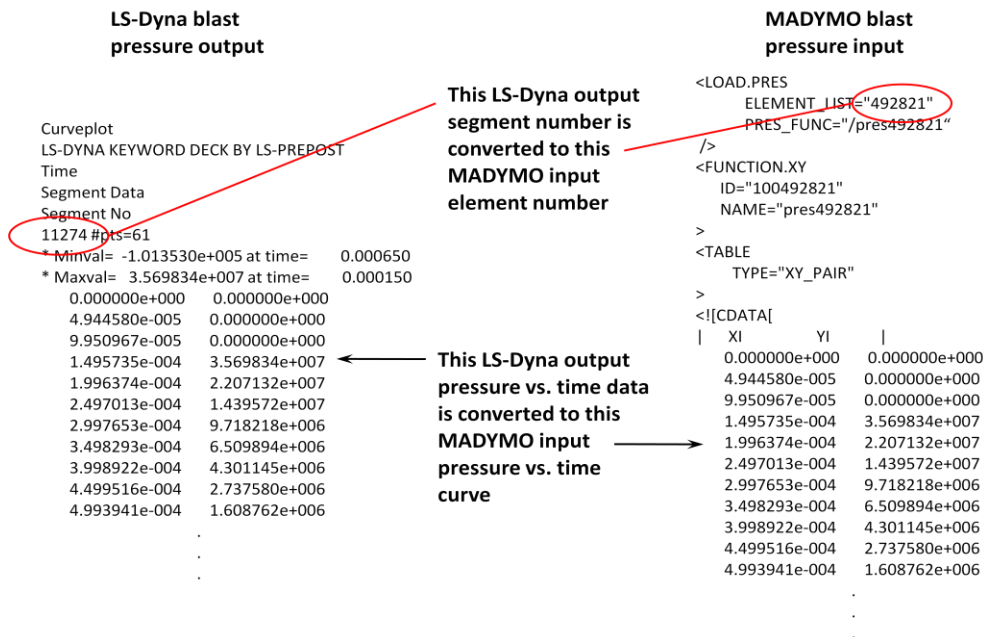 LS-Dyna blast
pressure output
Curveplot
LS-DYNA KEYWORD DECK BY LS-PREPOST
Time
Segment Data
Segment No
11274 #pts=61
* Minval= -1.013530e+005 at time= 0.000650
* Maxval= 3.569834e+007 at time= 0.000150
0.000000e+000 0.000000e+000
4.944580e-005 0.000000e+000
9.950967e-005 0.000000e+000
1.495735e-004 3.569834e+007
1.996374e-004 2.207132e+007
2.497013e-004 1.439572e+007
2.997653e-004 9.718218e+006
3.498293e-004 6.509894e+006
3.998922e-004 4.301145e+006
4.499516e-004 2.737580e+006
4.993941e-004 1.608762e+006
.
.
.
This LS-Dyna output
segment number is
converted to this
MADYMO input
element number
This LS-Dyna output
pressure vs. time data
is converted to this
MADYMO input
pressure vs. time
curve
MADYMO blast
pressure input
<LOAD.PRES
ELEMENT_LIST="492821"
PRES_FUNC="/pres492821“
/>
<FUNCTION.XY
ID="100492821"
NAME="pres492821"
>
<TABLE
TYPE="XY_PAIR"
>
<![CDATA[
| XI YI |
0.000000e+000 0.000000e+000
4.944580e-005 0.000000e+000
9.950967e-005 0.000000e+000
1.495735e-004 3.569834e+007
1.996374e-004 2.207132e+007
2.497013e-004 1.439572e+007
2.997653e-004 9.718218e+006
3.498293e-004 6.509894e+006
3.998922e-004 4.301145e+006
4.499516e-004 2.737580e+006
4.993941e-004 1.608762e+006
.
.
.